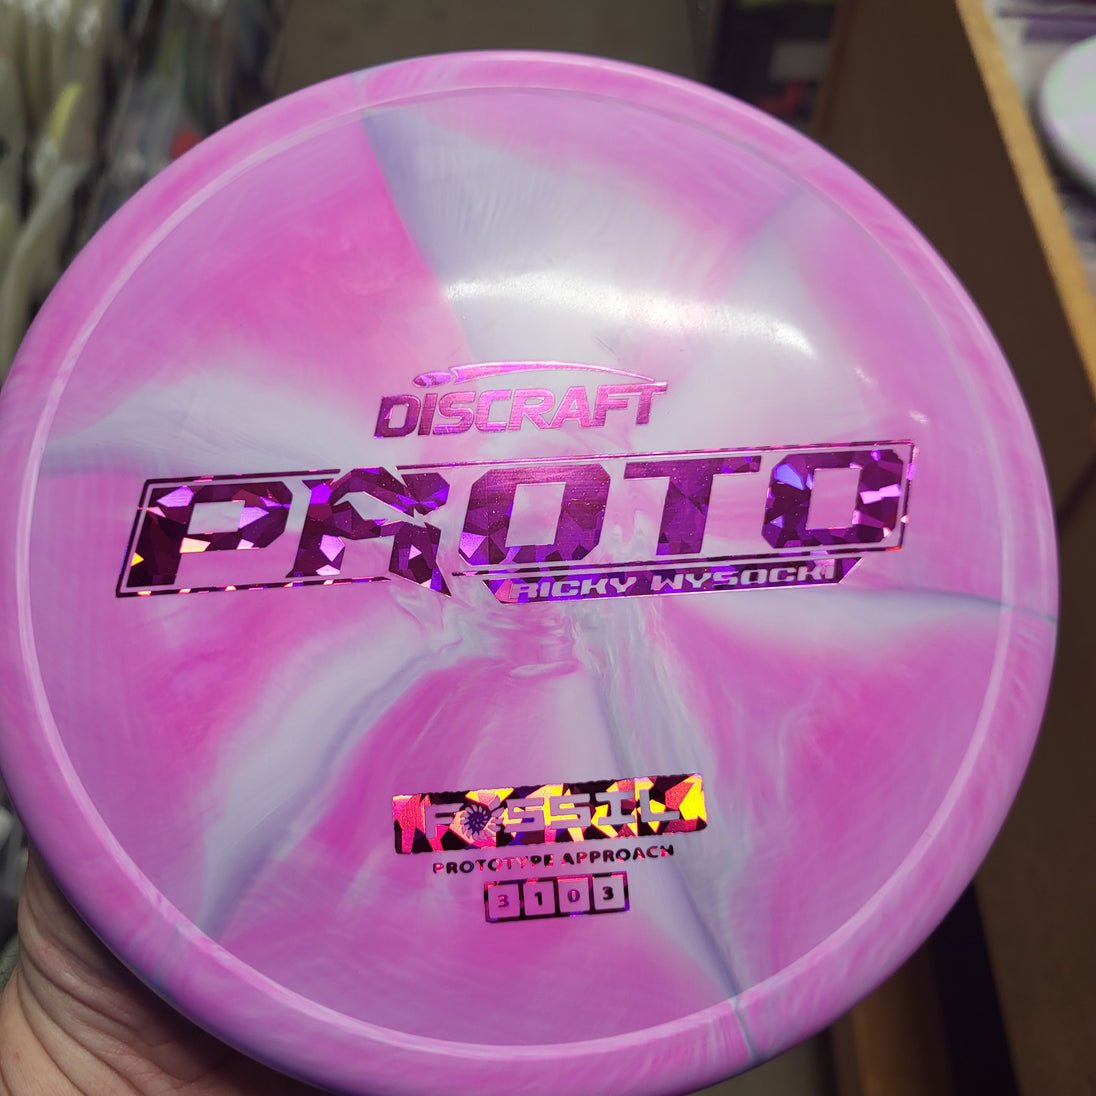 DISCRAFT
PROTO
RICKY WYSOCKI
FOSSIL
PROTOTYPE APPROACH
3 1 0 3